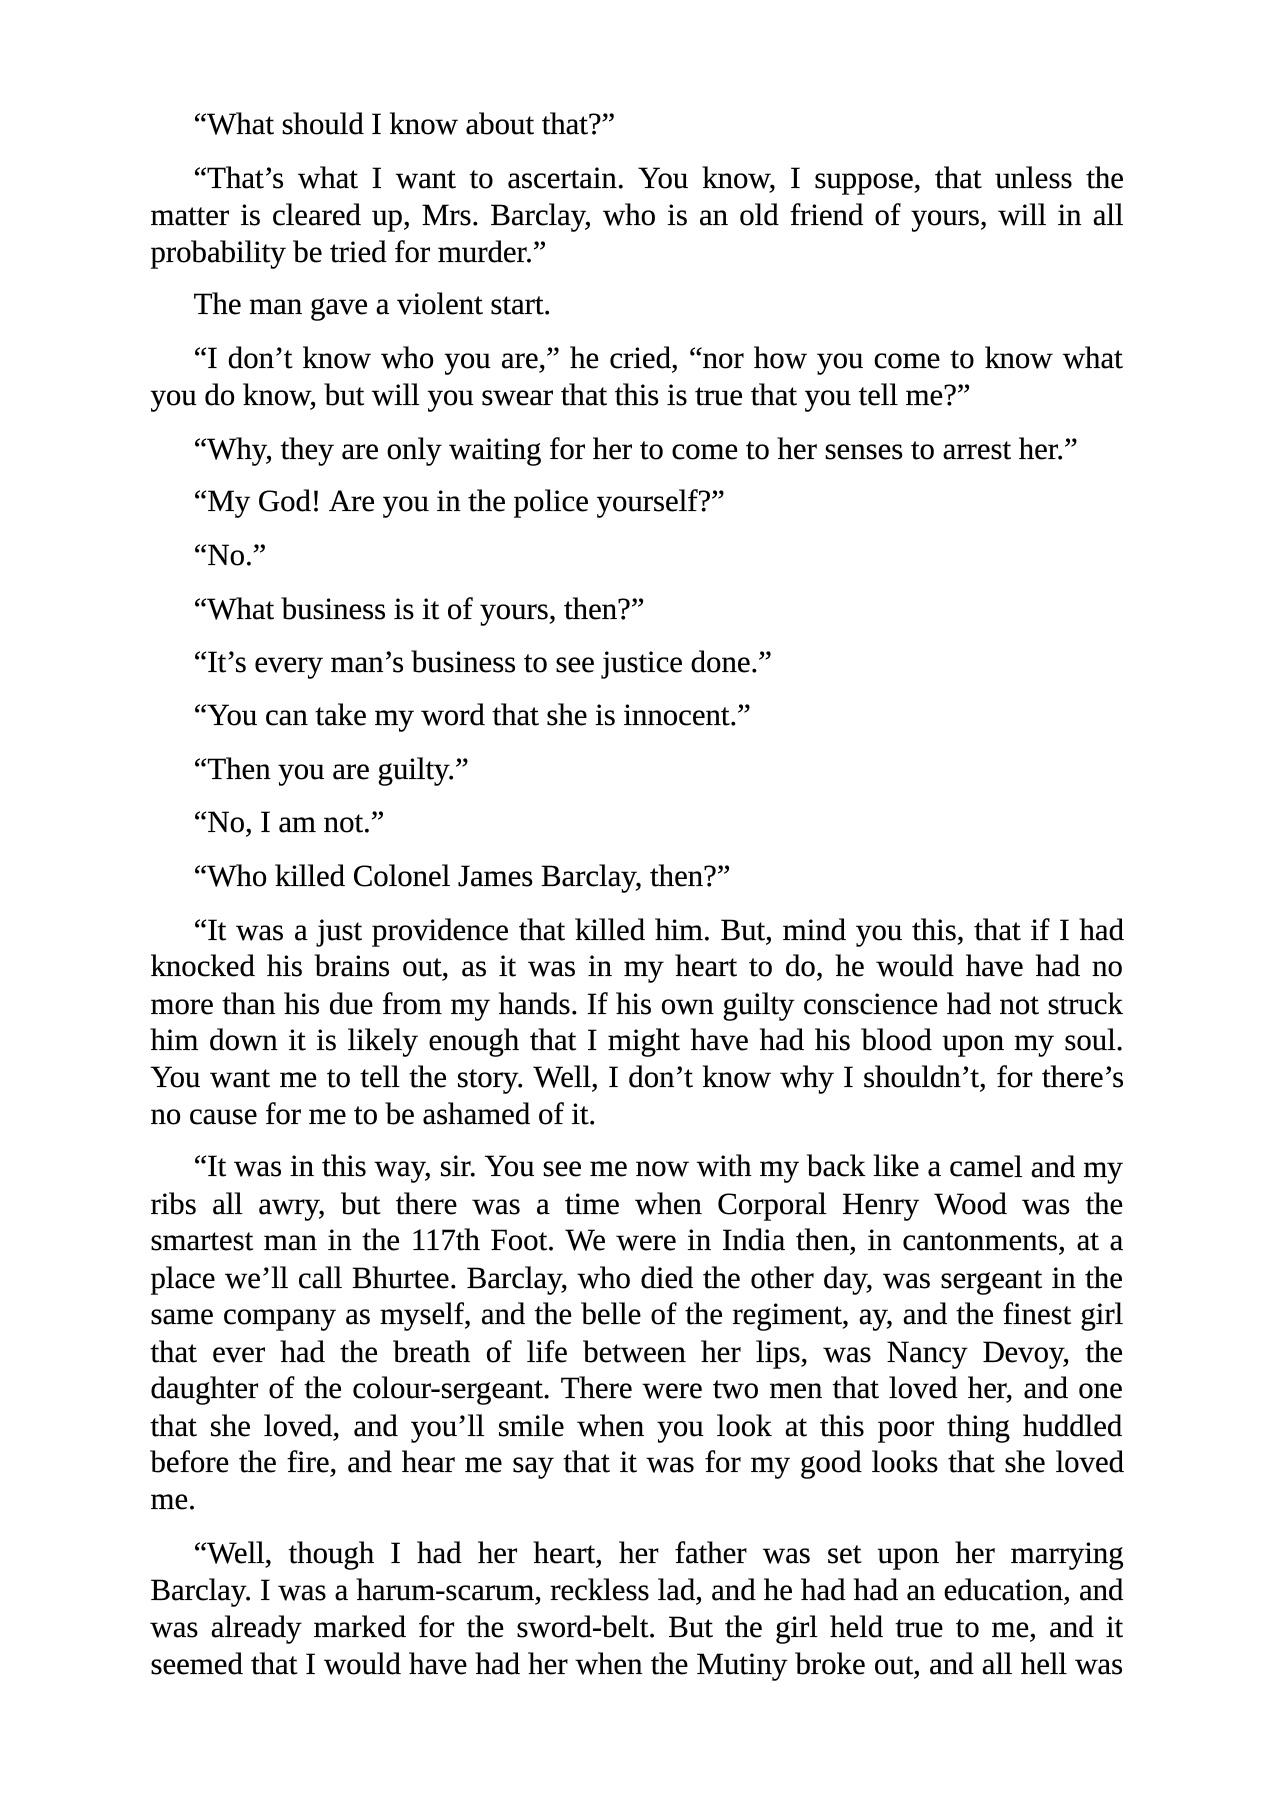 “What should I know about that?”
“That’s what I want to ascertain. You know, I suppose, that unless the
matter is cleared up, Mrs. Barclay, who is an old friend of yours, will in all
probability be tried for murder.”
The man gave a violent start.
“I don’t know who you are,” he cried, “nor how you come to know what
you do know, but will you swear that this is true that you tell me?”
“Why, they are only waiting for her to come to her senses to arrest her.”
“My God! Are you in the police yourself?”
“No.”
“What business is it of yours, then?”
“It’s every man’s business to see justice done.”
“You can take my word that she is innocent.”
“Then you are guilty.”
“No, I am not.”
“Who killed Colonel James Barclay, then?”
“It was a just providence that killed him. But, mind you this, that if I had
knocked his brains out, as it was in my heart to do, he would have had no
more than his due from my hands. If his own guilty conscience had not struck
him down it is likely enough that I might have had his blood upon my soul.
You want me to tell the story. Well, I don’t know why I shouldn’t, for there’s
no cause for me to be ashamed of it.
“It was in this way, sir. You see me now with my back like a camel and my
ribs all awry, but there was a time when Corporal Henry Wood was the
smartest man in the 117th Foot. We were in India then, in cantonments, at a
place we’ll call Bhurtee. Barclay, who died the other day, was sergeant in the
same company as myself, and the belle of the regiment, ay, and the finest girl
that ever had the breath of life between her lips, was Nancy Devoy, the
daughter of the colour-sergeant. There were two men that loved her, and one
that she loved, and you’ll smile when you look at this poor thing huddled
before the fire, and hear me say that it was for my good looks that she loved
me.
“Well, though I had her heart, her father was set upon her marrying
Barclay. I was a harum-scarum, reckless lad, and he had had an education, and
was already marked for the sword-belt. But the girl held true to me, and it
seemed that I would have had her when the Mutiny broke out, and all hell was